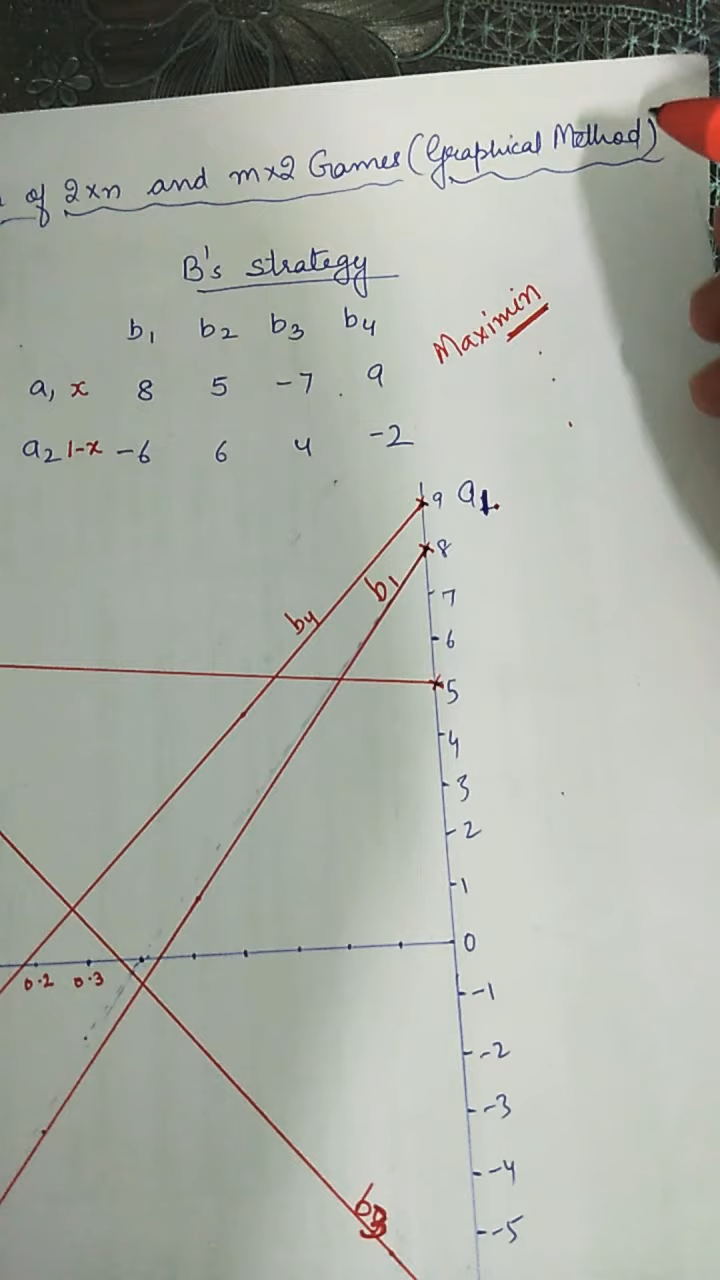 of 2xn and mx2 Games (Graphical Method)
B's strategy
Maximin
b1 b2 b3 b4
a1 x 8 5 -7 9
a2 1-x -6 6 4 -2
9 a1
8
b1
7
b4
6
5
4
3
2
1
0
0.2 0.3
-1
-2
-3
-4
b3
-5